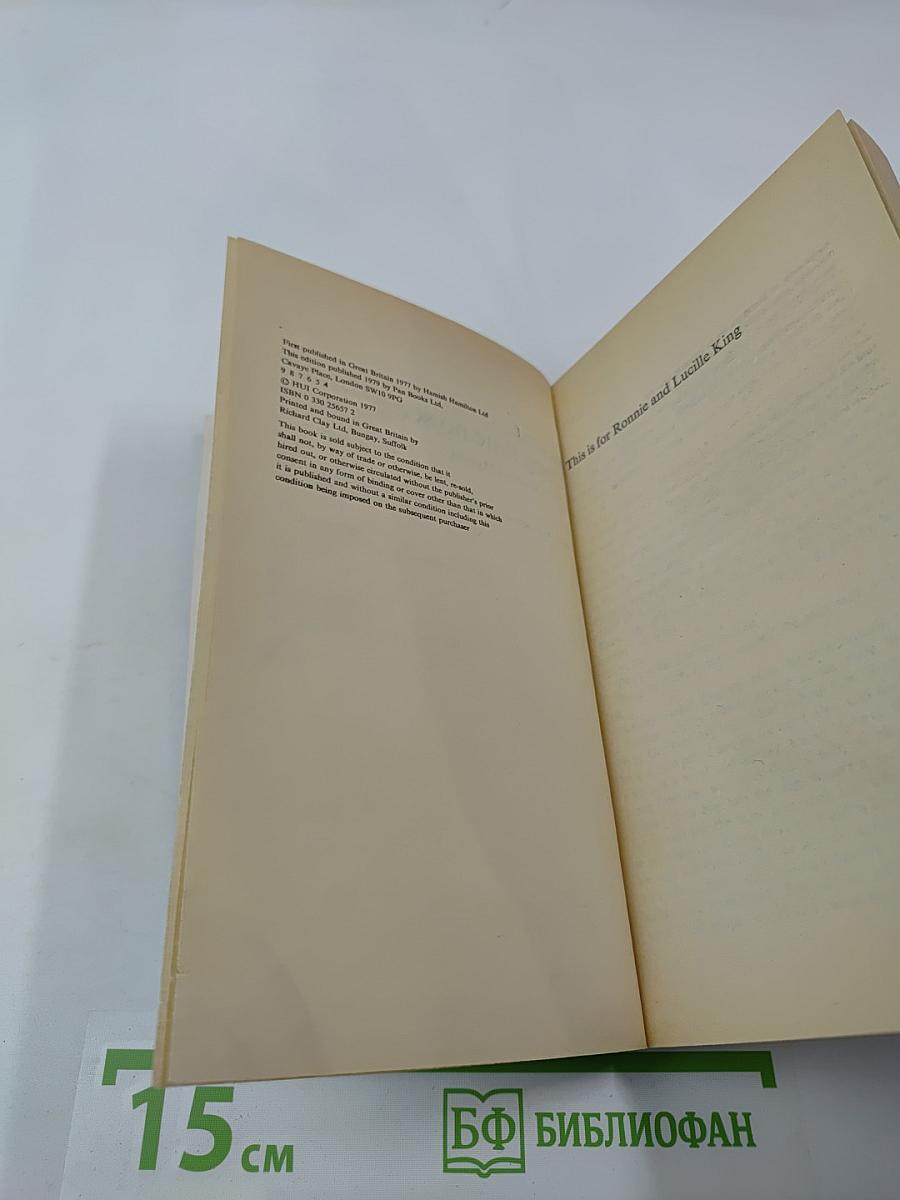 First published in Great Britain 1977 by Hamish Hamilton Ltd
This edition published 1979 by Pan Books Ltd,
Cavaye Place, London SW10 9PG
9 8 7 6 5 4
© HUI Corporation 1977
ISBN 0 330 25657 2
Printed and bound in Great Britain by
Richard Clay Ltd, Bungay, Suffolk
This book is sold subject to the condition that it
shall not, by way of trade or otherwise, be lent, re-sold,
hired out, or otherwise circulated without the publisher's prior
consent in any form of binding or cover other than that in which
it is published and without a similar condition including this
condition being imposed on the subsequent purchaser
This is for Ronnie and Lucille King
15 см
БФ БИБЛИОФАН